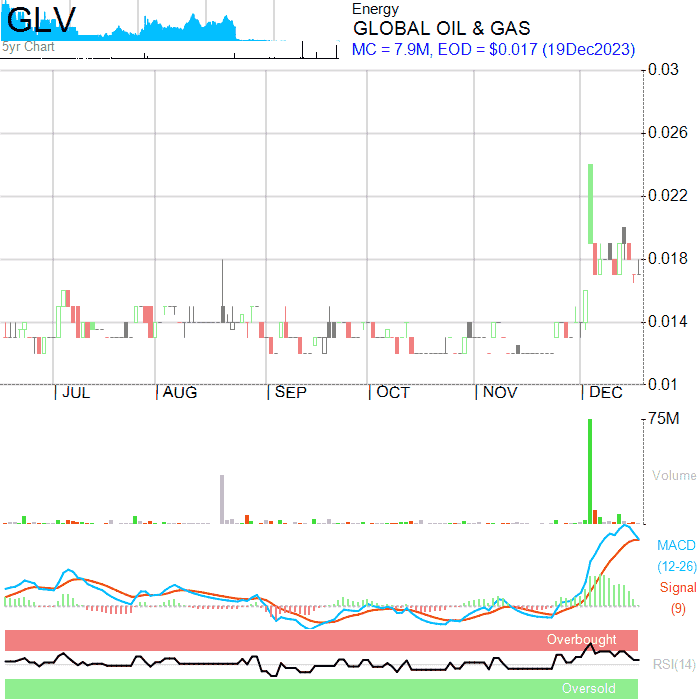 GLV
5yr Chart
Energy
GLOBAL OIL & GAS
MC = 7.9M, EOD = $0.017 (19Dec2023)
0.03
0.026
0.022
0.018
0.014
0.01
JUL AUG SEP OCT NOV DEC
75M
Volume
MACD
(12-26)
Signal
(9)
Overbought
RSI(14)
Oversold